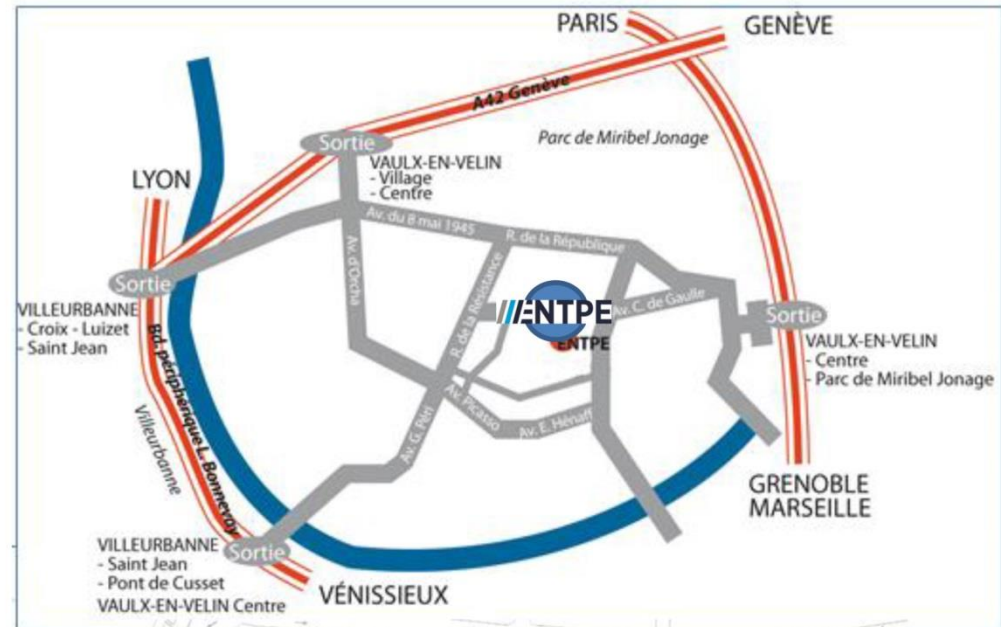 PARIS
GENÈVE
A42 Genève
Parc de Miribel Jonage
Sortie
VAULX-EN-VELIN
- Village
- Centre
LYON
Av. du 8 mai 1945
R. de la République
Av. d'Orcha
R. de la Résistance
Sortie
VILLEURBANNE
- Croix - Luizet
- Saint Jean
ENTPE
ENTPE
Av. C. de Gaulle
Sortie
VAULX-EN-VELIN
- Centre
- Parc de Miribel Jonage
Bd. périphérique L. Bonnevay
Villeurbanne
Av. Picasso
Av. E. Hénaff
Av. G. Péri
GRENOBLE
MARSEILLE
Sortie
VILLEURBANNE
- Saint Jean
- Pont de Cusset
VAULX-EN-VELIN Centre
VÉNISSIEUX